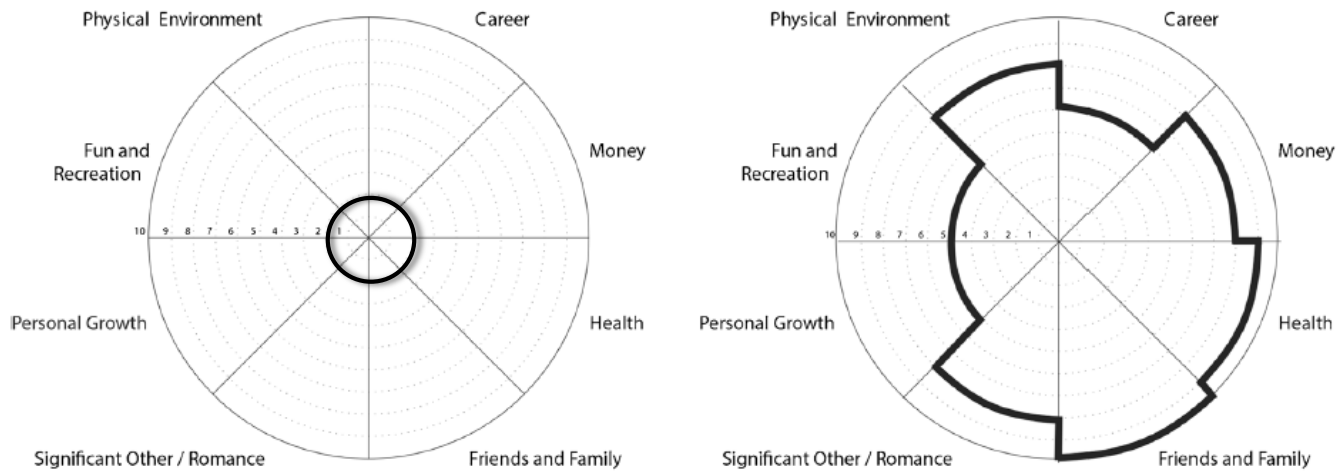 Physical Environment
Career
Fun and
Recreation
Money
10 9 8 7 6 5 4 3 2 1
Personal Growth
Health
Significant Other / Romance
Friends and Family
Physical Environment
Career
Fun and
Recreation
Money
10 9 8 7 6 5 4 3 2 1
Personal Growth
Health
Significant Other / Romance
Friends and Family